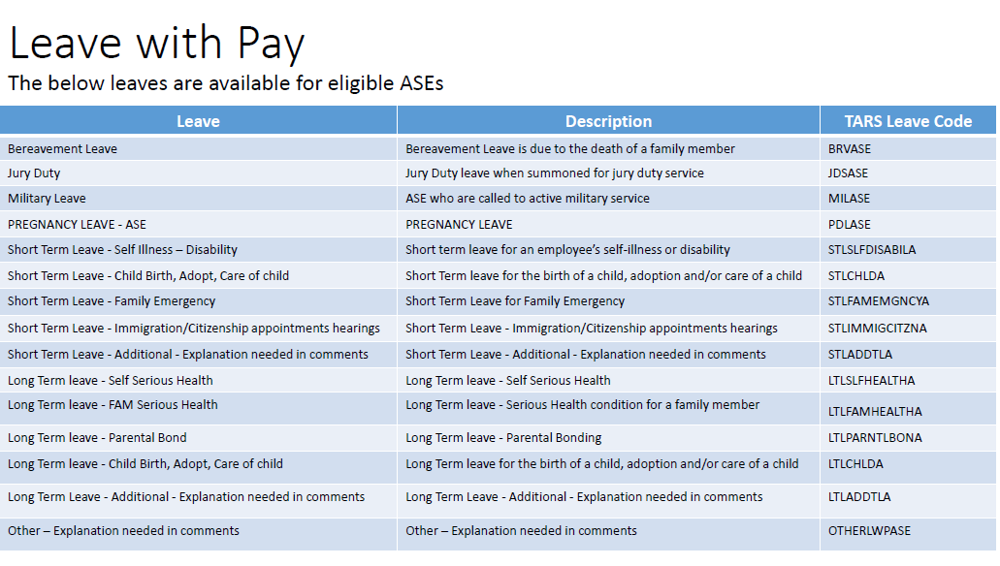 Leave with Pay
The below leaves are available for eligible ASEs
Leave Description TARS Leave Code
Bereavement Leave Bereavement Leave is due to the death of a family member BRVASE
Jury Duty Jury Duty leave when summoned for jury duty service JDSASE
Military Leave ASE who are called to active military service MILASE
PREGNANCY LEAVE - ASE PREGNANCY LEAVE PDLASE
Short Term Leave - Self Illness – Disability Short term leave for an employee’s self-illness or disability STLSLFDISABILA
Short Term Leave - Child Birth, Adopt, Care of child Short Term leave for the birth of a child, adoption and/or care of a child STLCHLDA
Short Term Leave - Family Emergency Short Term Leave for Family Emergency STLFAMEMGNCYA
Short Term Leave - Immigration/Citizenship appointments hearings Short Term Leave - Immigration/Citizenship appointments hearings STLIMMIGCITZNA
Short Term Leave - Additional - Explanation needed in comments Short Term Leave - Additional - Explanation needed in comments STLADDTLA
Long Term leave - Self Serious Health Long Term leave - Self Serious Health LTLSLFHEALTHA
Long Term leave - FAM Serious Health Long Term leave - Serious Health condition for a family member LTLFAMHEALTHA
Long Term leave - Parental Bond Long Term leave - Parental Bonding LTLPARNTLBONA
Long Term leave - Child Birth, Adopt, Care of child Long Term leave for the birth of a child, adoption and/or care of a child LTLCHLDA
Long Term Leave - Additional - Explanation needed in comments Long Term Leave - Additional - Explanation needed in comments LTLADDTLA
Other – Explanation needed in comments Other – Explanation needed in comments OTHERLWPASE